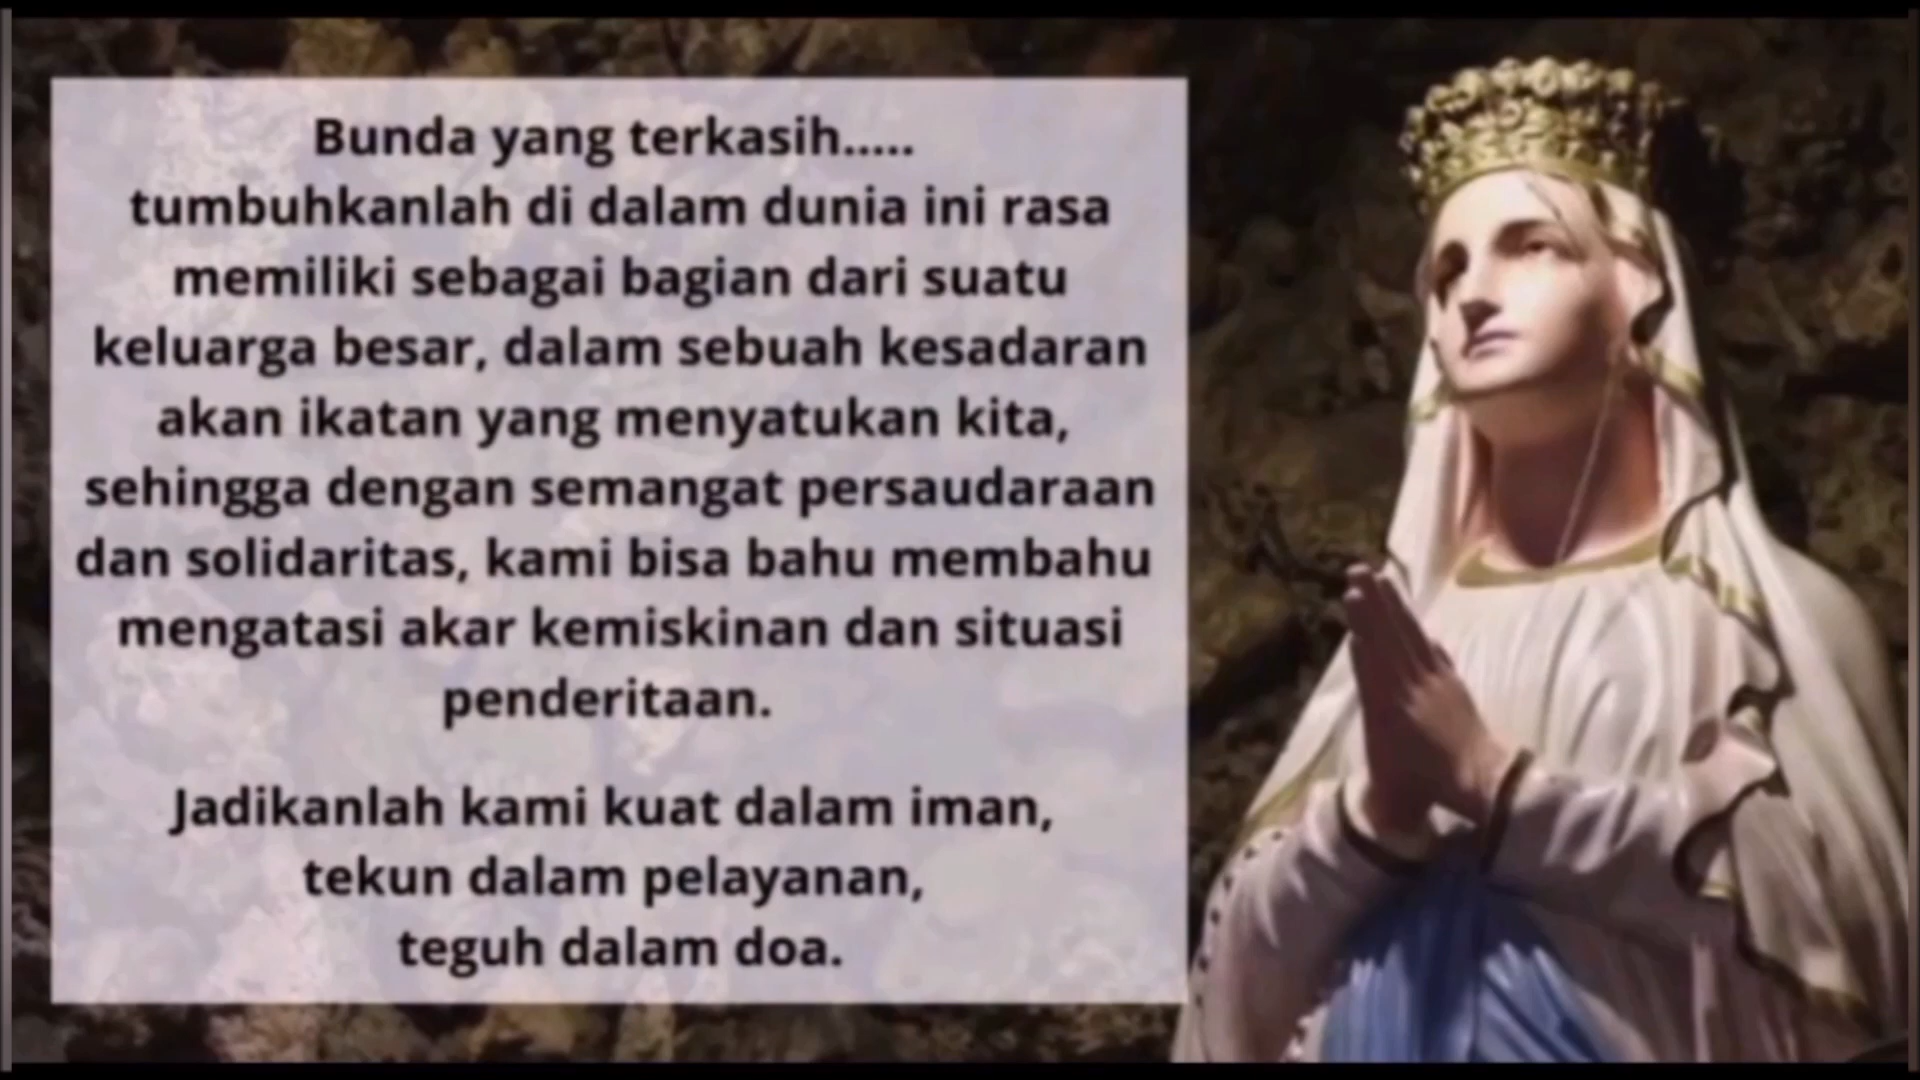 Bunda yang terkasih.....
tumbuhkanlah di dalam dunia ini rasa
memiliki sebagai bagian dari suatu
keluarga besar, dalam sebuah kesadaran
akan ikatan yang menyatukan kita,
sehingga dengan semangat persaudaraan
dan solidaritas, kami bisa bahu membahu
mengatasi akar kemiskinan dan situasi
penderitaan.
Jadikanlah kami kuat dalam iman,
tekun dalam pelayanan,
teguh dalam doa.